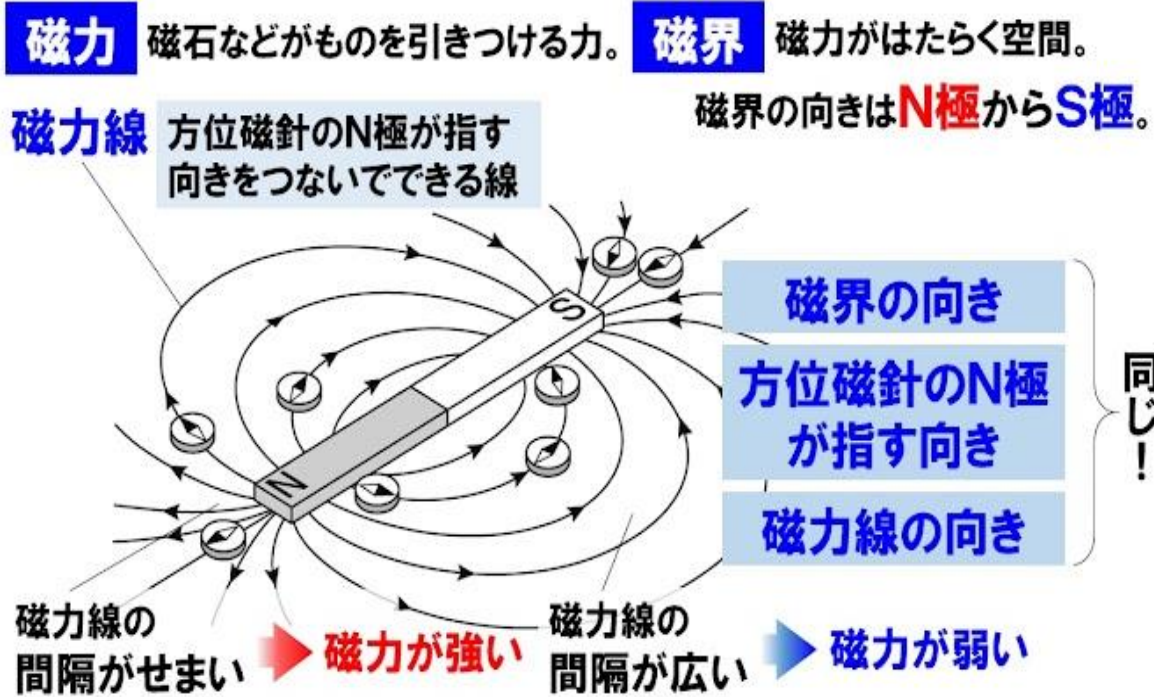 磁力 磁石などがものを引きつける力。
磁界 磁力がはたらく空間。
磁界の向きはN極からS極。
磁力線
方位磁針のN極が指す
向きをつないでできる線
S
N
磁界の向き
方位磁針のN極
が指す向き
磁力線の向き
同じ!
磁力線の
間隔がせまい
磁力が強い
磁力線の
間隔が広い
磁力が弱い